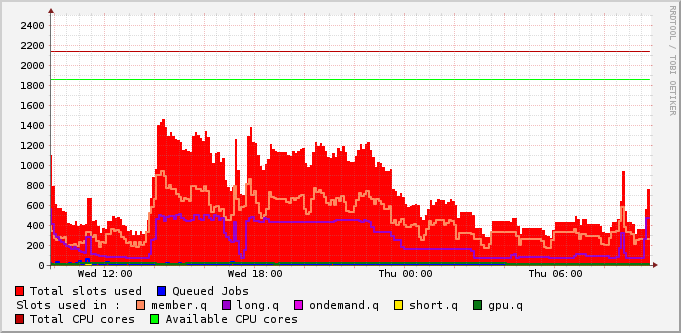 RRDTOOL / TOBI OETIKER
2400
2200
2000
1800
1600
1400
1200
1000
800
600
400
200
0
Wed 12:00 Wed 18:00 Thu 00:00 Thu 06:00
Total slots used Queued Jobs
Slots used in : member.q long.q ondemand.q short.q gpu.q
Total CPU cores Available CPU cores